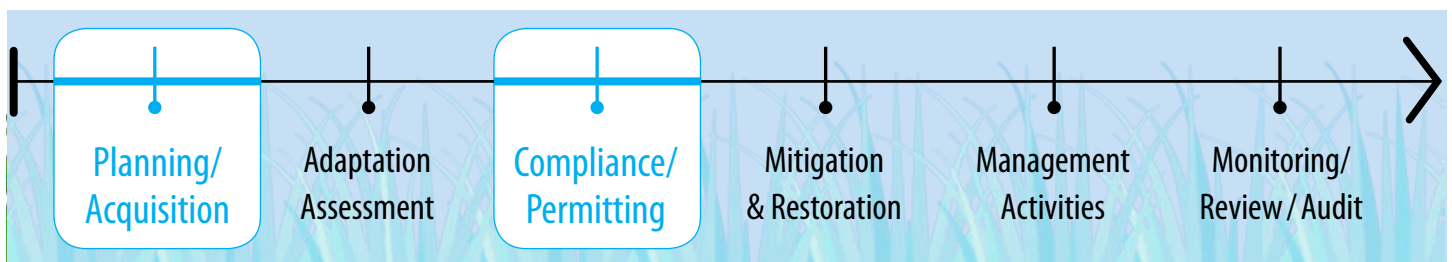 Planning/
Acquisition
Adaptation
Assessment
Compliance/
Permitting
Mitigation
& Restoration
Management
Activities
Monitoring/
Review / Audit